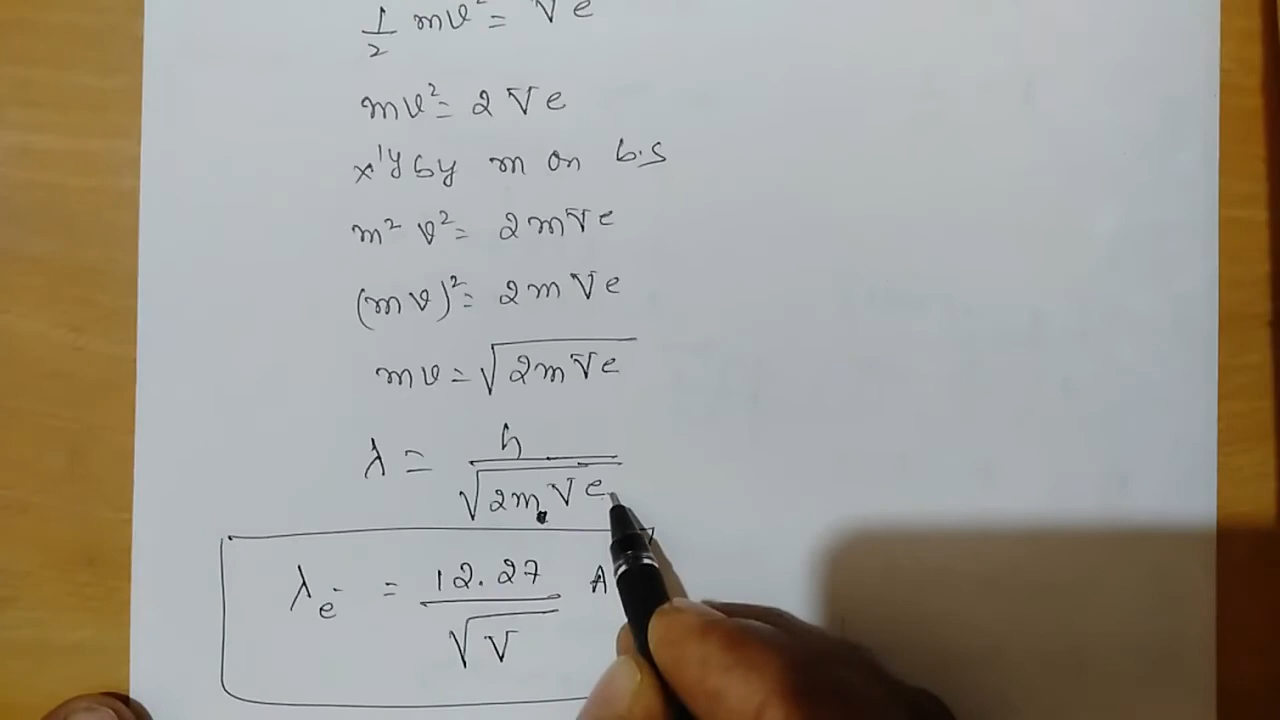 1/2 mv² = Ve
mv² = 2Ve
x'y by m on b.s
m² v² = 2mVe
(mv)² = 2mVe
mv = √2mVe
λ = h/√2mVe
λe⁻ = 12.27/√V A